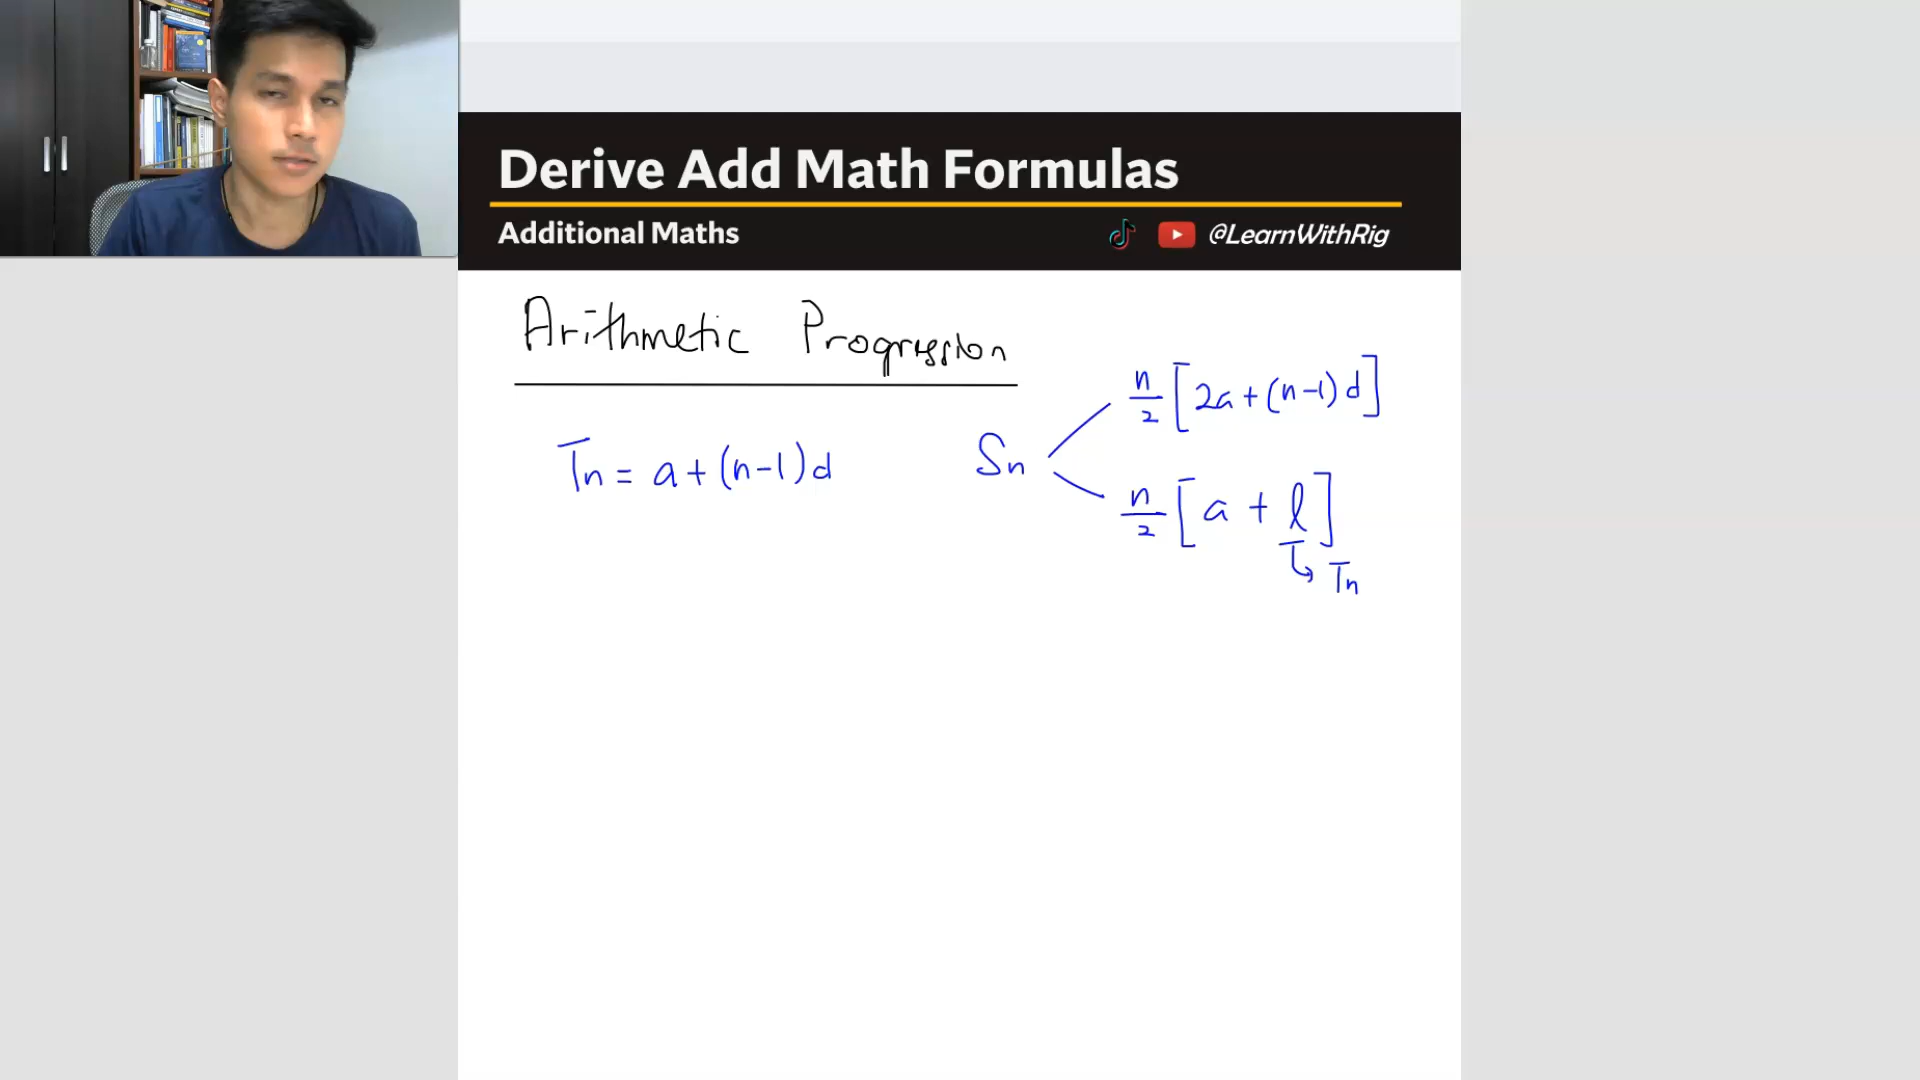 Derive Add Math Formulas
Additional Maths
@LearnWithRig
Arithmetic Progression
Tn = a + (n-1)d
Sn
n/2 [2a + (n-1)d]
n/2 [a + l]
Tn